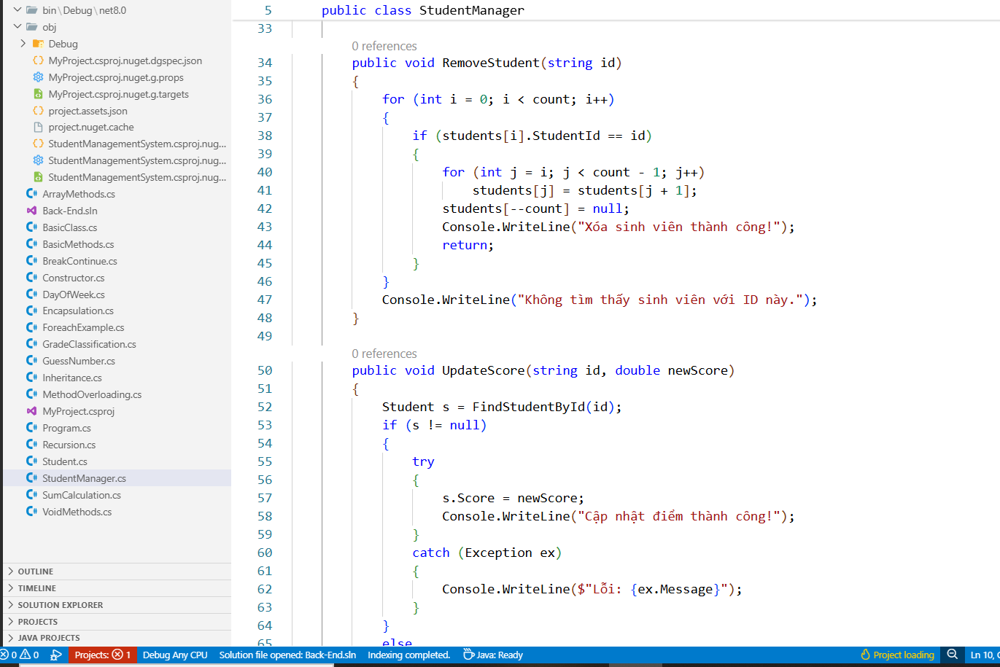 bin\Debug\net8.0
obj
Debug
MyProject.csproj.nuget.dgspec.json
MyProject.csproj.nuget.g.props
MyProject.csproj.nuget.g.targets
project.assets.json
project.nuget.cache
StudentManagementSystem.csproj.nug...
StudentManagementSystem.csproj.nug...
StudentManagementSystem.csproj.nug...
ArrayMethods.cs
Back-End.sln
BasicClass.cs
BasicMethods.cs
BreakContinue.cs
Constructor.cs
DayOfWeek.cs
Encapsulation.cs
ForeachExample.cs
GradeClassification.cs
GuessNumber.cs
Inheritance.cs
MethodOverloading.cs
MyProject.csproj
Program.cs
Recursion.cs
Student.cs
StudentManager.cs
SumCalculation.cs
VoidMethods.cs
OUTLINE
TIMELINE
SOLUTION EXPLORER
PROJECTS
JAVA PROJECTS
5 public class StudentManager
33
0 references
34 public void RemoveStudent(string id)
35 {
36 for (int i = 0; i < count; i++)
37 {
38 if (students[i].StudentId == id)
39 {
40 for (int j = i; j < count - 1; j++)
41 students[j] = students[j + 1];
42 students[--count] = null;
43 Console.WriteLine("Xóa sinh viên thành công!");
44 return;
45 }
46 }
47 Console.WriteLine("Không tìm thấy sinh viên với ID này.");
48 }
49
0 references
50 public void UpdateScore(string id, double newScore)
51 {
52 Student s = FindStudentById(id);
53 if (s != null)
54 {
55 try
56 {
57 s.Score = newScore;
58 Console.WriteLine("Cập nhật điểm thành công!");
59 }
60 catch (Exception ex)
61 {
62 Console.WriteLine($"Lỗi: {ex.Message}");
63 }
64 }
65 else
0 0 Projects: 1 Debug Any CPU Solution file opened: Back-End.sln Indexing completed. Java: Ready Project loading Ln 10,